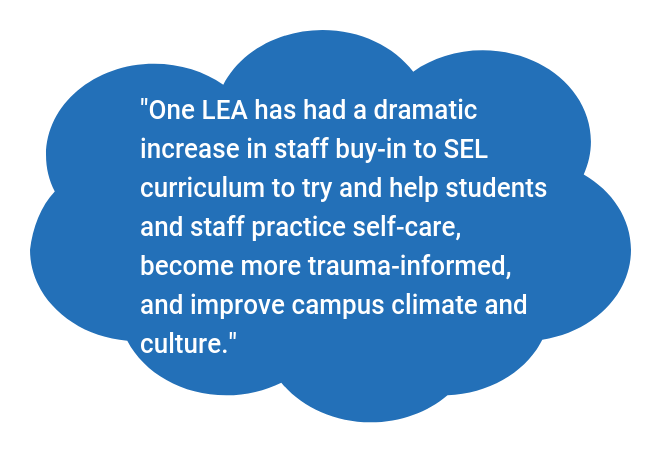 "One LEA has had a dramatic
increase in staff buy-in to SEL
curriculum to try and help students
and staff practice self-care,
become more trauma-informed,
and improve campus climate and
culture."